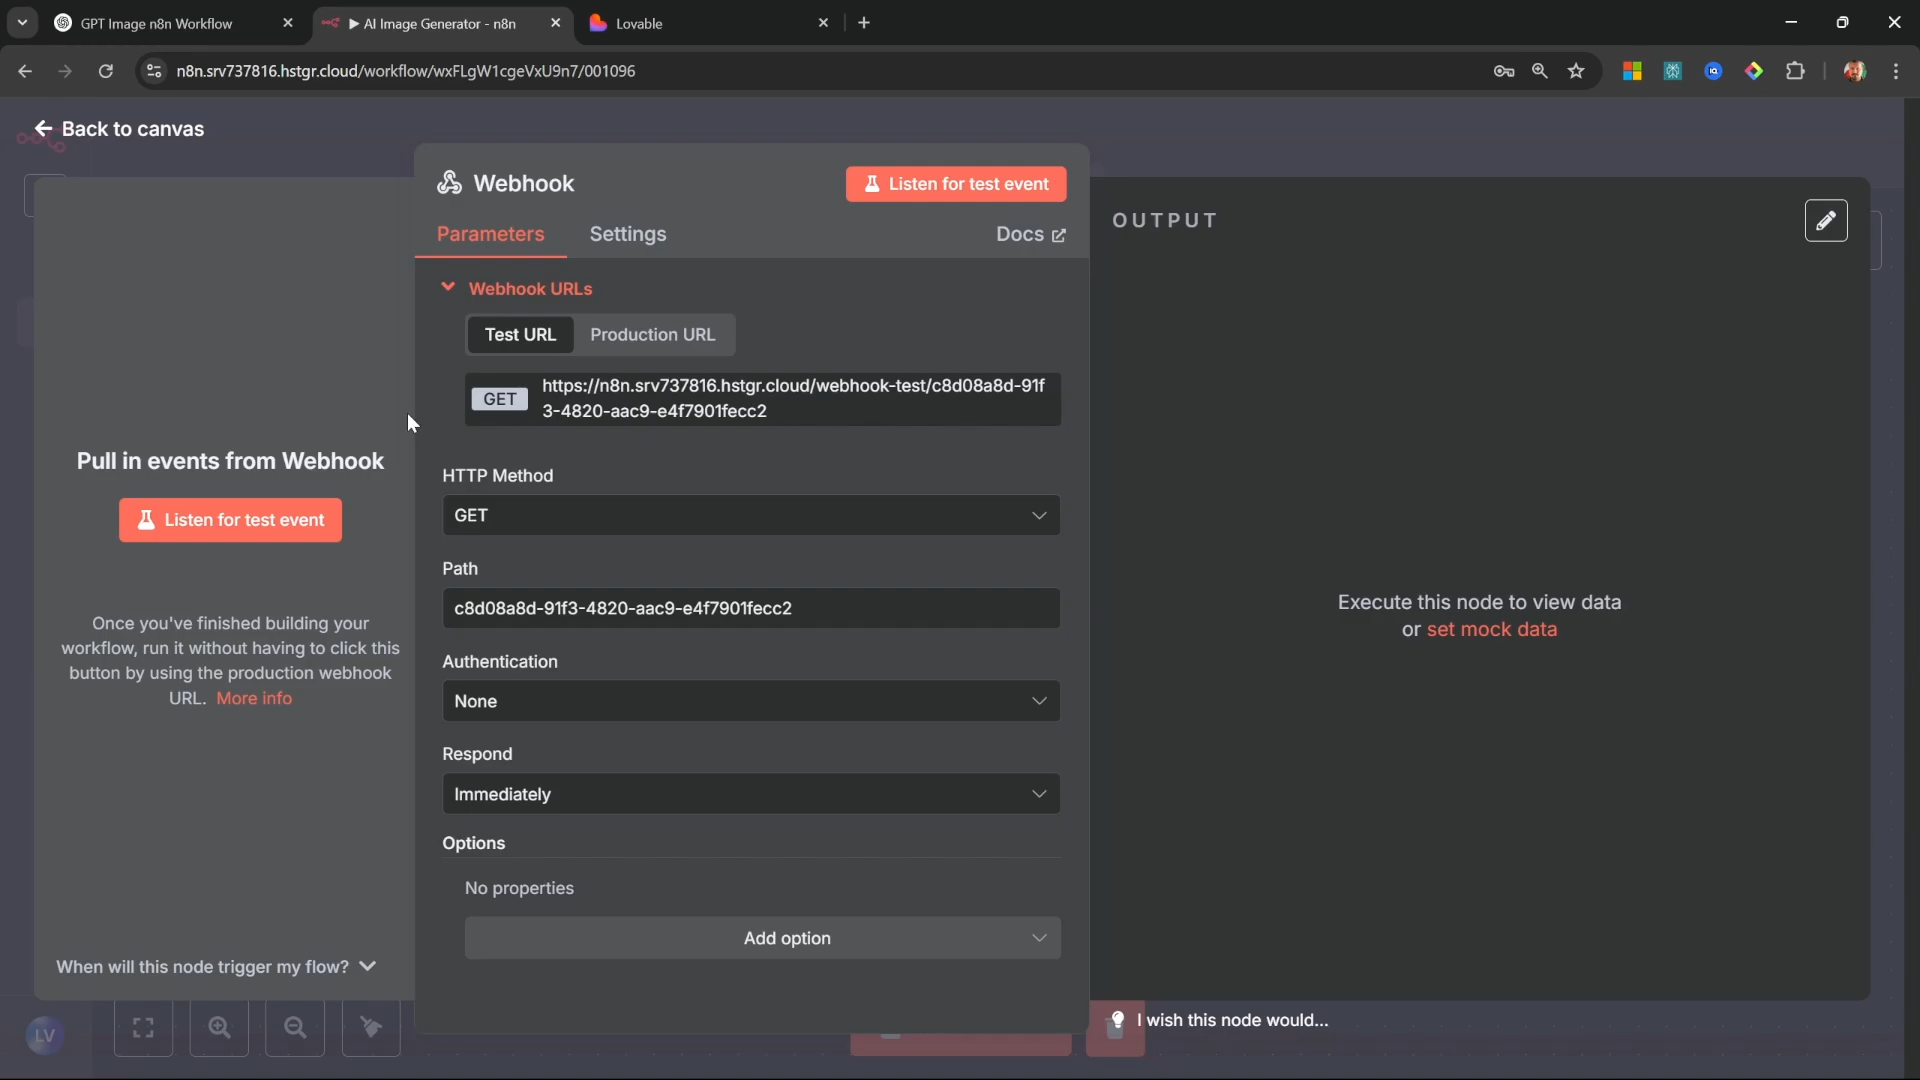 GPT Image n8n Workflow
▶ AI Image Generator - n8n
Lovable
n8n.srv737816.hstgr.cloud/workflow/wxFLgW1cgeVxU9n7/001096
Back to canvas
Webhook
Listen for test event
Parameters
Settings
Docs
OUTPUT
Webhook URLs
Test URL
Production URL
GET
https://n8n.srv737816.hstgr.cloud/webhook-test/c8d08a8d-91f
3-4820-aac9-e4f7901fecc2
Pull in events from Webhook
Listen for test event
Once you've finished building your
workflow, run it without having to click this
button by using the production webhook
URL. More info
HTTP Method
GET
Path
c8d08a8d-91f3-4820-aac9-e4f7901fecc2
Authentication
None
Respond
Immediately
Options
No properties
Add option
Execute this node to view data
or set mock data
When will this node trigger my flow?
LV
I wish this node would...